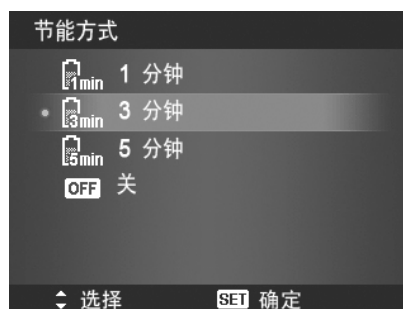 节能方式
1min 1 分钟
3min 3 分钟
5min 5 分钟
OFF 关
选择 SET 确定